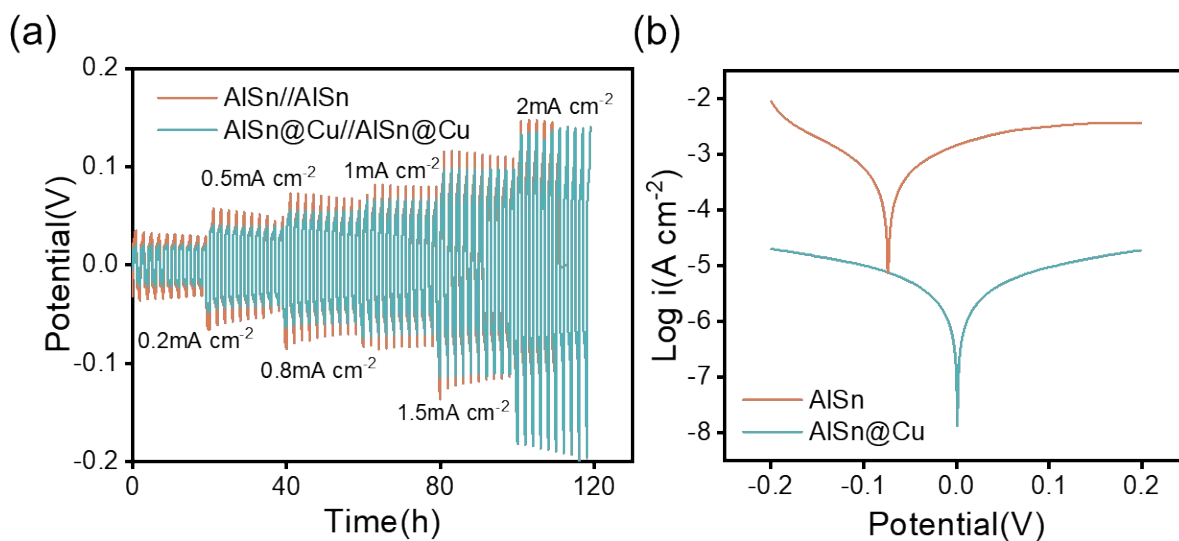 (a)
0.2
0.1
0.0
-0.1
-0.2
Potential(V)
AlSn//AlSn
AlSn@Cu//AlSn@Cu
2mA cm-2
1mA cm-2
0.5mA cm-2
0.2mA cm-2
0.8mA cm-2
1.5mA cm-2
0 40 80 120
Time(h)
(b)
-2
-3
-4
-5
-6
-7
-8
Log i(A cm-2)
AlSn
AlSn@Cu
-0.2 -0.1 0.0 0.1 0.2
Potential(V)